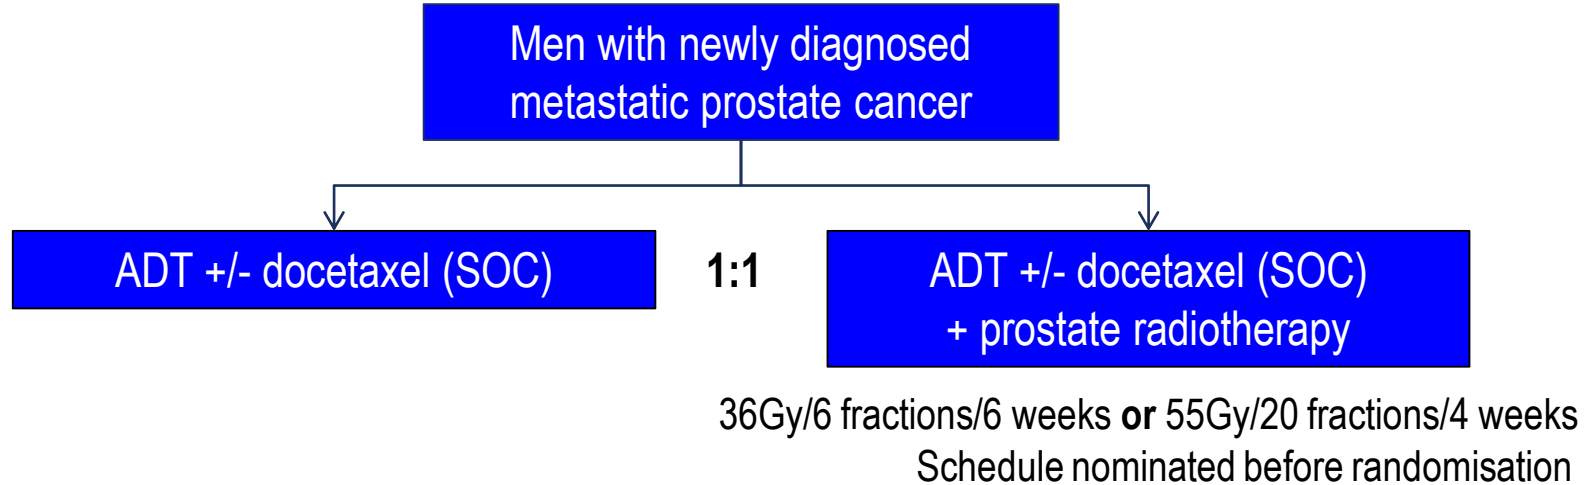 Men with newly diagnosed
metastatic prostate cancer
ADT +/- docetaxel (SOC)
1:1
ADT +/- docetaxel (SOC)
+ prostate radiotherapy
36Gy/6 fractions/6 weeks or 55Gy/20 fractions/4 weeks
Schedule nominated before randomisation